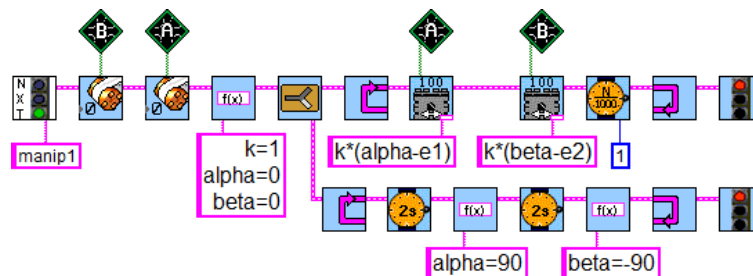 B
A
A
B
N
X
T
0
0
f(x)
100
100
N
1000
manip1
k=1
alpha=0
beta=0
k*(alpha-e1)
k*(beta-e2)
1
2s
f(x)
2s
f(x)
alpha=90
beta=-90